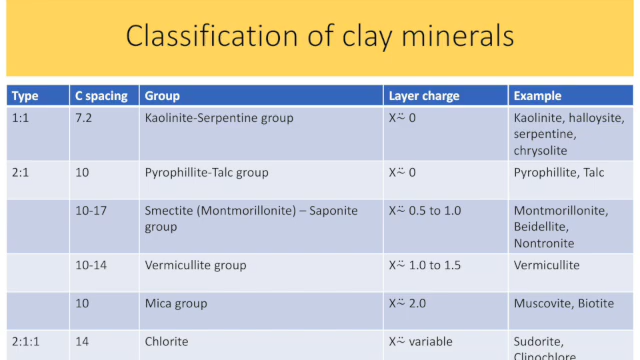 Classification of clay minerals
Type C spacing Group Layer charge Example
1:1 7.2 Kaolinite-Serpentine group X~̈ 0 Kaolinite, halloysite,
serpentine,
chrysolite
2:1 10 Pyrophillite-Talc group X~̈ 0 Pyrophillite, Talc
10-17 Smectite (Montmorillonite) – Saponite X~̈ 0.5 to 1.0 Montmorillonite,
group Beidellite,
Nontronite
10-14 Vermicullite group X~̈ 1.0 to 1.5 Vermicullite
10 Mica group X~̈ 2.0 Muscovite, Biotite
2:1:1 14 Chlorite X~̈ variable Sudorite,
Clinochlore